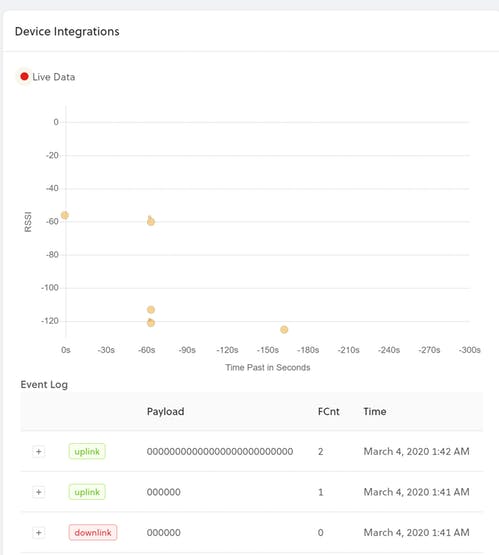 Device Integrations
Live Data
0
-20
-40
-60
-80
-100
-120
RSSI
0s -30s -60s -90s -120s -150s -180s -210s -240s -270s -300s
Time Past in Seconds
Event Log
Payload FCnt Time
+ uplink 00000000000000000000000000 2 March 4, 2020 1:42 AM
+ uplink 000000 1 March 4, 2020 1:41 AM
+ downlink 000000 0 March 4, 2020 1:41 AM